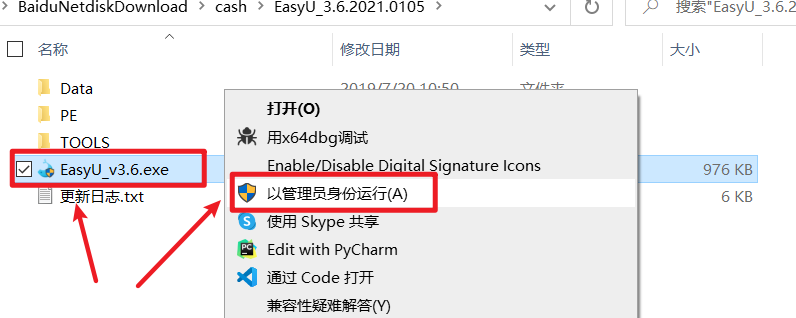 BaiduNetdiskDownload > cash > EasyU_3.6.2021.0105 >
搜索"EasyU_3.6.2
名称 修改日期 类型 大小
Data 2019/7/20 10:50 文件夹
PE
TOOLS
EasyU_v3.6.exe 976 KB
更新日志.txt 6 KB
打开(O)
用x64dbg调试
Enable/Disable Digital Signature Icons
以管理员身份运行(A)
使用 Skype 共享
Edit with PyCharm
通过 Code 打开
兼容性疑难解答(Y)